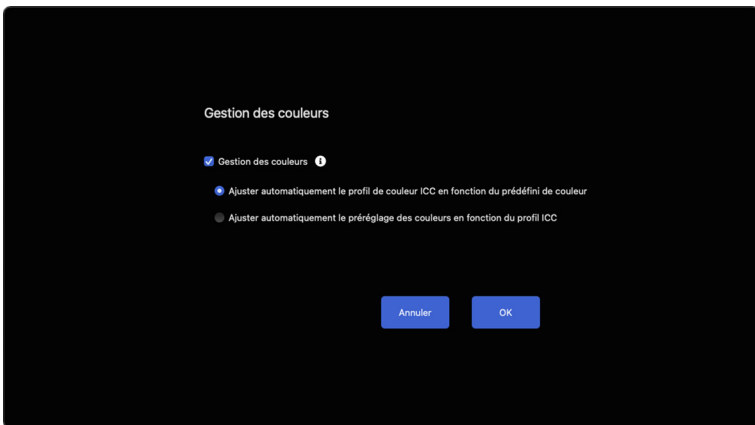 Gestion des couleurs
Gestion des couleurs
Ajuster automatiquement le profil de couleur ICC en fonction du prédéfini de couleur
Ajuster automatiquement le préréglage des couleurs en fonction du profil ICC
Annuler
OK